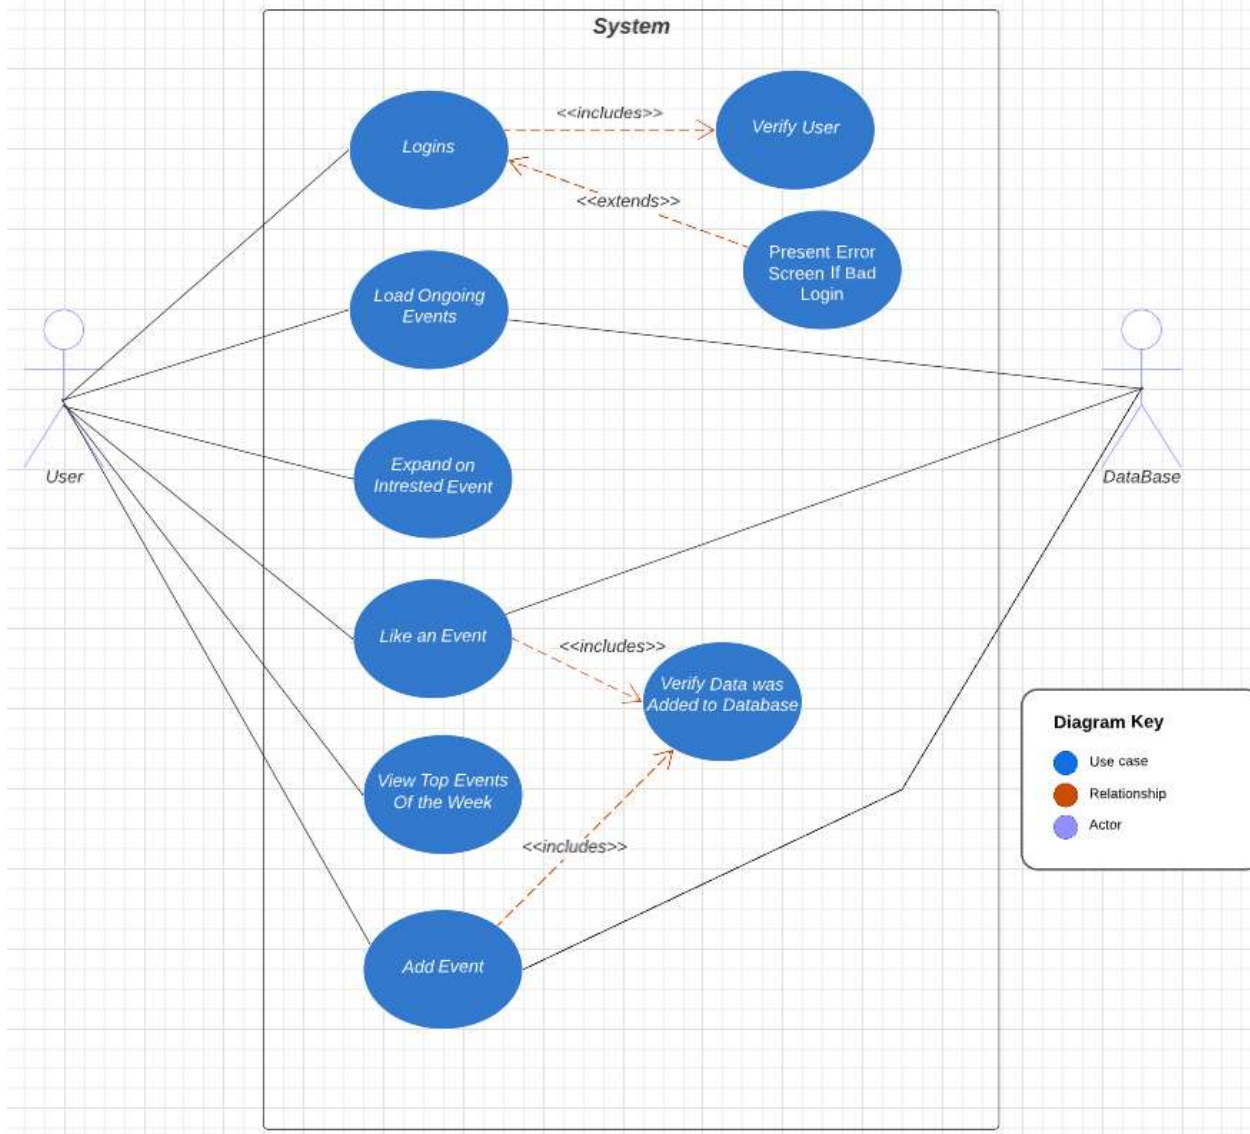 System
Logins
<<includes>>
Verify User
<<extends>>
Present Error
Screen If Bad
Login
Load Ongoing
Events
User
DataBase
Expand on
Intrested Event
Like an Event
<<includes>>
Verify Data was
Added to Database
View Top Events
Of the Week
<<includes>>
Add Event
Diagram Key
Use case
Relationship
Actor